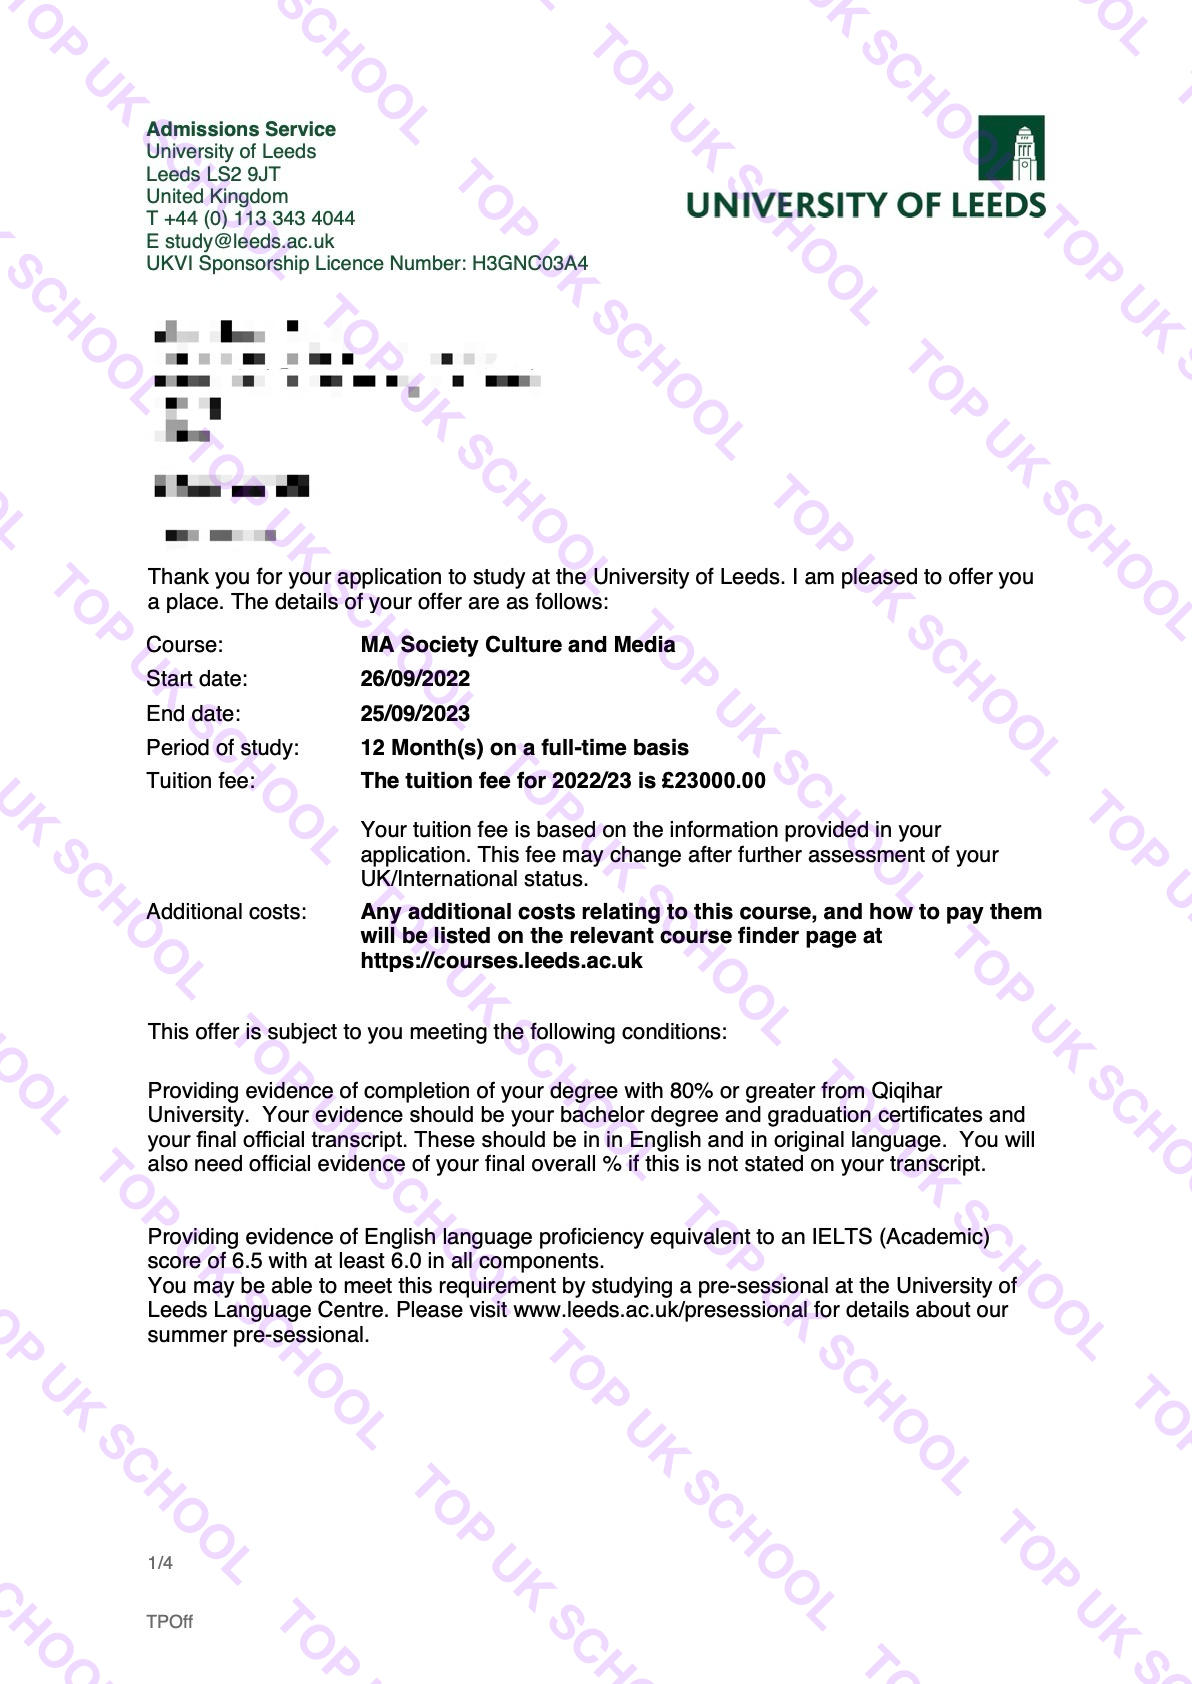 Admissions Service
University of Leeds
Leeds LS2 9JT
United Kingdom
T +44 (0) 113 343 4044
E study@leeds.ac.uk
UKVI Sponsorship Licence Number: H3GNC03A4
UNIVERSITY OF LEEDS
Thank you for your application to study at the University of Leeds. I am pleased to offer you
a place. The details of your offer are as follows:
Course: MA Society Culture and Media
Start date: 26/09/2022
End date: 25/09/2023
Period of study: 12 Month(s) on a full-time basis
Tuition fee: The tuition fee for 2022/23 is £23000.00
Your tuition fee is based on the information provided in your
application. This fee may change after further assessment of your
UK/International status.
Additional costs: Any additional costs relating to this course, and how to pay them
will be listed on the relevant course finder page at
https://courses.leeds.ac.uk
This offer is subject to you meeting the following conditions:
Providing evidence of completion of your degree with 80% or greater from Qiqihar
University.  Your evidence should be your bachelor degree and graduation certificates and
your final official transcript. These should be in in English and in original language.  You will
also need official evidence of your final overall % if this is not stated on your transcript.
Providing evidence of English language proficiency equivalent to an IELTS (Academic)
score of 6.5 with at least 6.0 in all components.
You may be able to meet this requirement by studying a pre-sessional at the University of
Leeds Language Centre. Please visit www.leeds.ac.uk/presessional for details about our
summer pre-sessional.
1/4
TPOff
TOP UK SCHOOL